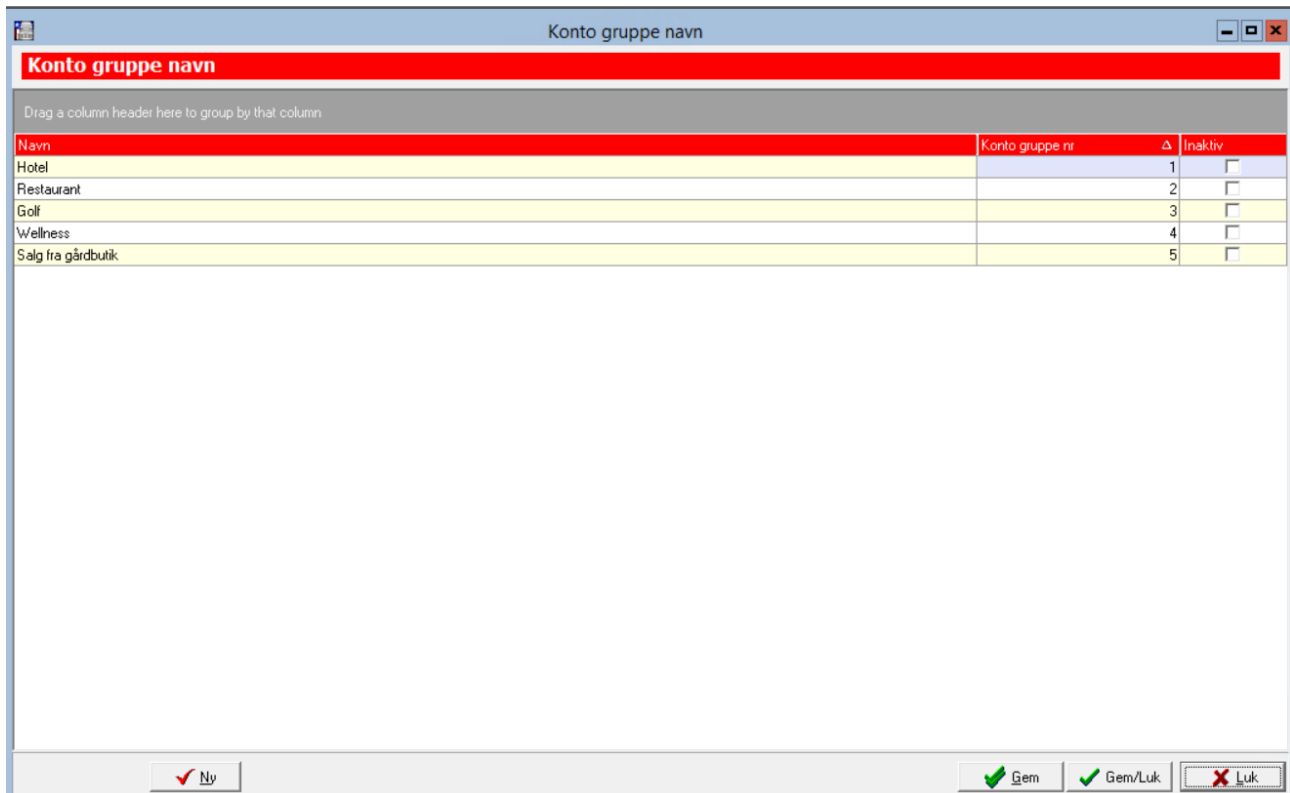 Konto gruppe navn
Konto gruppe navn
Drag a column header here to group by that column
Navn Konto gruppe nr Inaktiv
Hotel 1
Restaurant 2
Golf 3
Wellness 4
Salg fra gårdbutik 5
Ny Gem Gem/Luk Luk